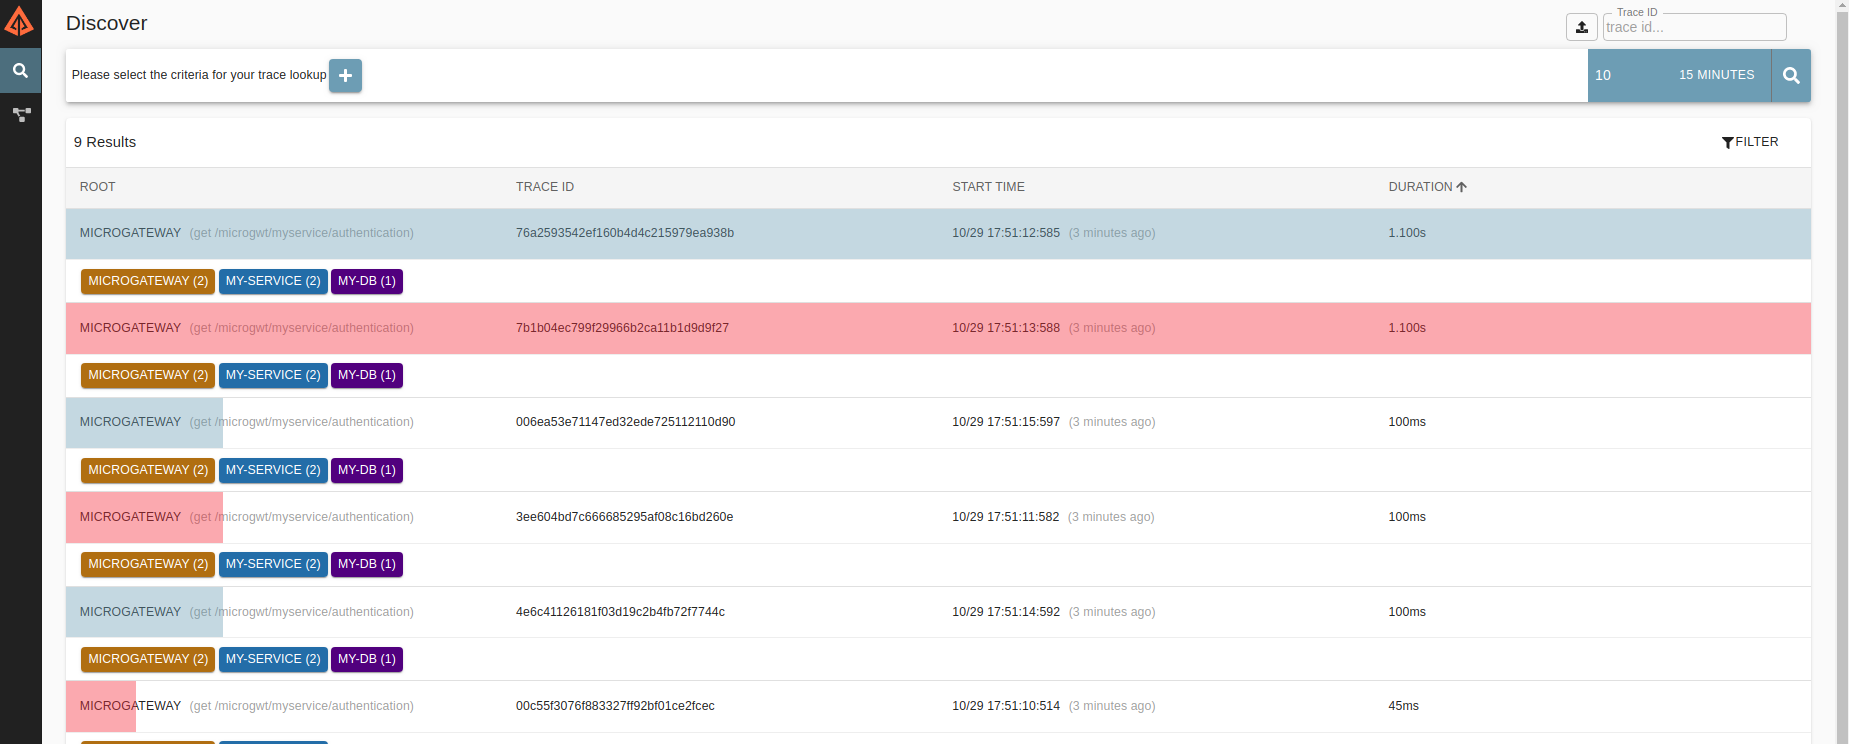 Discover
Trace ID
trace id...
Please select the criteria for your trace lookup
10 15 MINUTES
9 Results FILTER
ROOT TRACE ID START TIME DURATION
MICROGATEWAY (get /microgwt/myservice/authentication) 76a2593542ef160b4d4c215979ea938b 10/29 17:51:12:585 (3 minutes ago) 1.100s
MICROGATEWAY (2) MY-SERVICE (2) MY-DB (1)
MICROGATEWAY (get /microgwt/myservice/authentication) 7b1b04ec799f29966b2ca11b1d9d9f27 10/29 17:51:13:588 (3 minutes ago) 1.100s
MICROGATEWAY (2) MY-SERVICE (2) MY-DB (1)
MICROGATEWAY (get /microgwt/myservice/authentication) 006ea53e71147ed32ede725112110d90 10/29 17:51:15:597 (3 minutes ago) 100ms
MICROGATEWAY (2) MY-SERVICE (2) MY-DB (1)
MICROGATEWAY (get /microgwt/myservice/authentication) 3ee604bd7c666685295af08c16bd260e 10/29 17:51:11:582 (3 minutes ago) 100ms
MICROGATEWAY (2) MY-SERVICE (2) MY-DB (1)
MICROGATEWAY (get /microgwt/myservice/authentication) 4e6c41126181f03d19c2b4fb72f7744c 10/29 17:51:14:592 (3 minutes ago) 100ms
MICROGATEWAY (2) MY-SERVICE (2) MY-DB (1)
MICROGATEWAY (get /microgwt/myservice/authentication) 00c55f3076f883327ff92bf01ce2fcec 10/29 17:51:10:514 (3 minutes ago) 45ms